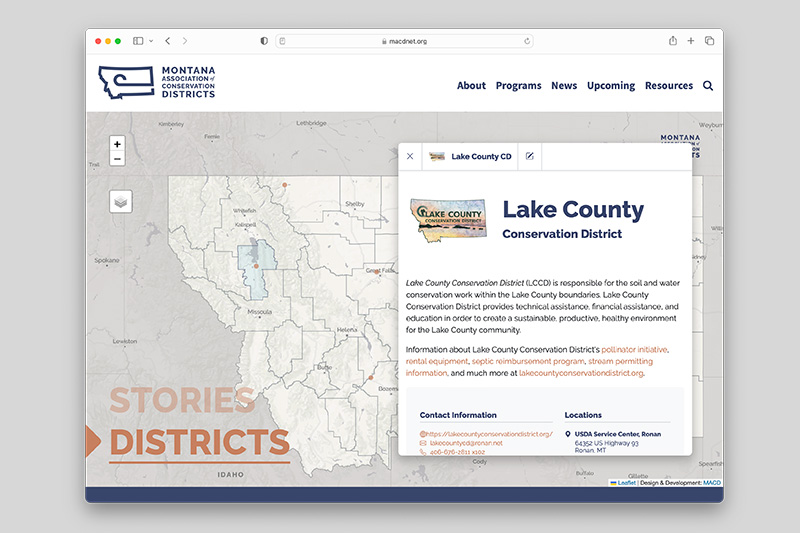 macdnet.org
MONTANA
ASSOCIATION of
CONSERVATION
DISTRICTS
About Programs News Upcoming Resources
Kimberley
Lethbridge
Fernie
Weyburn
MONTANA
+
−
Trail
Lake County CD
TS
Whitefish
Kalispell
Shelby
LAKE COUNTY
CONSERVATION DISTRICT
Lake County
Conservation District
Spokane
Great Falls
Sidney
Lake County Conservation District (LCCD) is responsible for the soil and water
conservation work within the Lake County boundaries. Lake County
Conservation District provides technical assistance, financial assistance, and
education in order to create a sustainable, productive, healthy environment
for the Lake County community.
Missoula
Helena
Lewiston
Information about Lake County Conservation District's pollinator initiative,
rental equipment, septic reimbursement program, stream permitting
information, and much more at lakecountyconservationdistrict.org.
Butte
Bozem
STORIES
DISTRICTS
Contact Information
Locations
https://lakecountyconservationdistrict.org/
lakecountycd@ronan.net
406-676-2811 x102
USDA Service Center, Ronan
64352 US Highway 93
Ronan, MT
IDAHO
Cody
Buffalo
Gillette
Spearfish
Leaflet | Design & Development: MACD